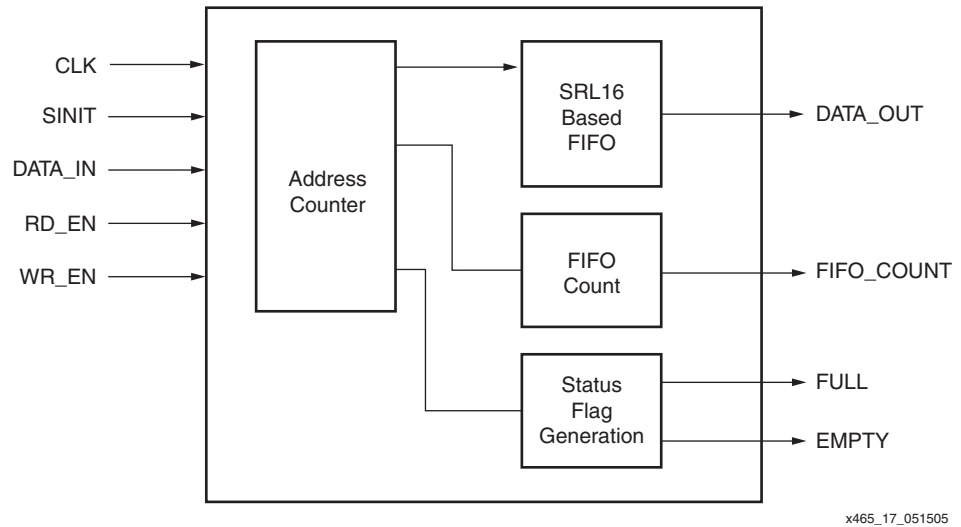 CLK
SINIT
DATA_IN
RD_EN
WR_EN
Address
Counter
SRL16
Based
FIFO
FIFO
Count
Status
Flag
Generation
DATA_OUT
FIFO_COUNT
FULL
EMPTY
x465_17_051505